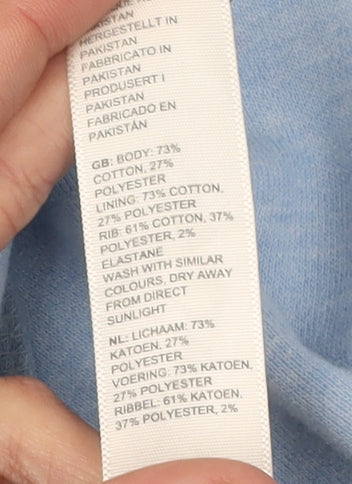 PAKISTAN
HERGESTELLT IN
PAKISTAN
FABBRICATO IN
PAKISTAN
PRODUSERT I
PAKISTAN
FABRICADO EN
PAKISTÁN
GB: BODY: 73%
COTTON, 27%
POLYESTER
LINING: 73% COTTON,
27% POLYESTER
RIB: 61% COTTON, 37%
POLYESTER, 2%
ELASTANE
WASH WITH SIMILAR
COLOURS, DRY AWAY
FROM DIRECT
SUNLIGHT
NL: LICHAAM: 73%
KATOEN, 27%
POLYESTER
VOERING: 73% KATOEN,
27% POLYESTER
RIBBEL: 61% KATOEN,
37% POLYESTER, 2%